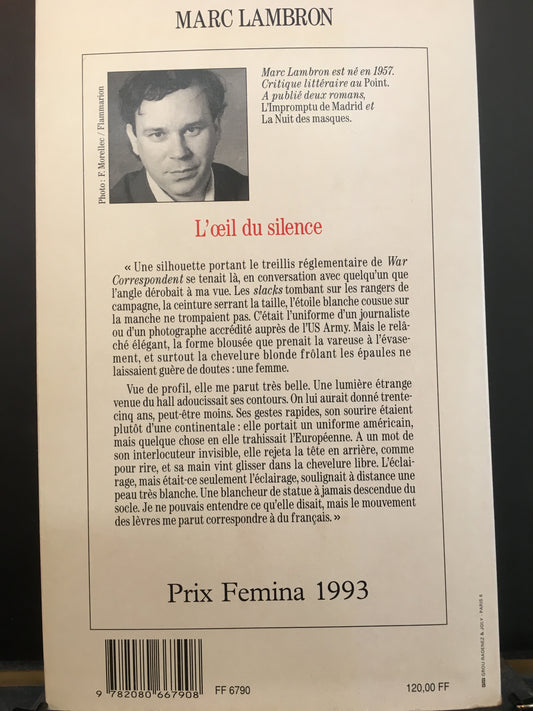 MARC LAMBRON
Marc Lambron est né en 1957.
Critique littéraire au Point.
A publié deux romans,
L'Impromptu de Madrid et
La Nuit des masques.
Photo : F. Morellec / Flammarion
L'œil du silence
« Une silhouette portant le treillis réglementaire de War
Correspondent se tenait là, en conversation avec quelqu'un que
l'angle dérobait à ma vue. Les slacks tombant sur les rangers de
campagne, la ceinture serrant la taille, l'étoile blanche cousue sur
la manche ne trompaient pas. C'était l'uniforme d'un journaliste
ou d'un photographe accrédité auprès de l'US Army. Mais le relâ-
ché élégant, la forme blousée que prenait la vareuse à l'évase-
ment, et surtout la chevelure blonde frôlant les épaules ne
laissaient guère de doutes : une femme.
Vue de profil, elle me parut très belle. Une lumière étrange
venue du hall adoucissait ses contours. On lui aurait donné trente-
cinq ans, peut-être moins. Ses gestes rapides, son sourire étaient
plutôt d'une continentale : elle portait un uniforme américain,
mais quelque chose en elle trahissait l'Européenne. A un mot de
son interlocuteur invisible, elle rejeta la tête en arrière, comme
pour rire, et sa main vint glisser dans la chevelure libre. L'éclai-
rage, mais était-ce seulement l'éclairage, soulignait à distance une
peau très blanche. Une blancheur de statue à jamais descendue du
socle. Je ne pouvais entendre ce qu'elle disait, mais le mouvement
des lèvres me parut correspondre à du français. »
Prix Femina 1993
9 782080 667908
FF 6790
120,00 FF
GROU-RADENEZ & JOLY - PARIS 6